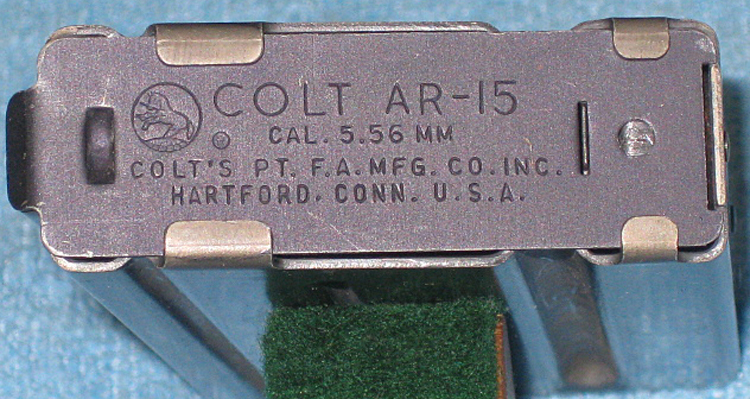 COLT AR-15
CAL. 5.56 MM
COLT'S PT. F.A. MFG. CO. INC.
HARTFORD. CONN. U.S.A.